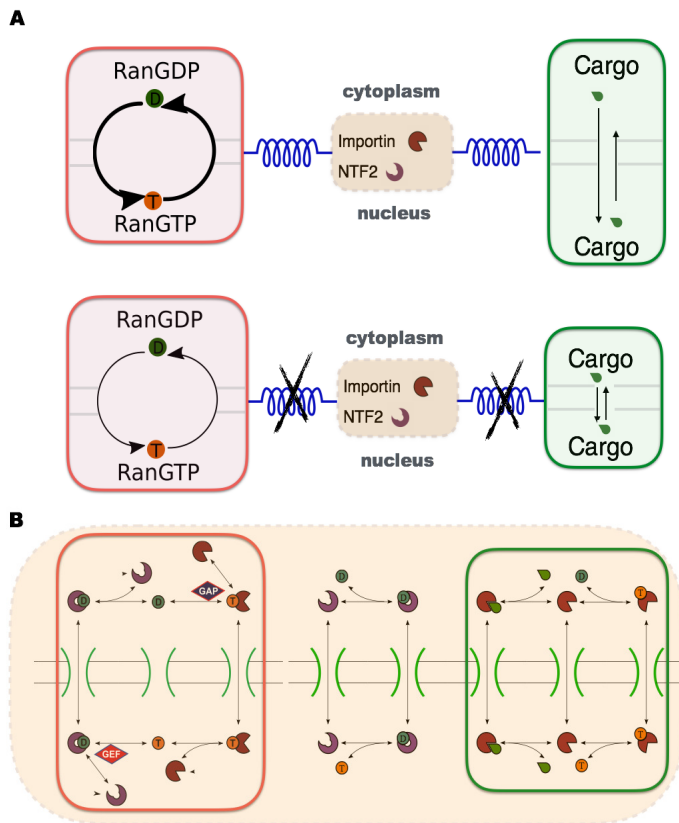 A
RanGDP
D
T
RanGTP
cytoplasm
Importin
NTF2
nucleus
Cargo
Cargo
RanGDP
D
T
RanGTP
cytoplasm
Importin
NTF2
nucleus
Cargo
Cargo
B
D
D
GAP
T
D
D
D
T
D
GEF
T
T
D
T
T
T